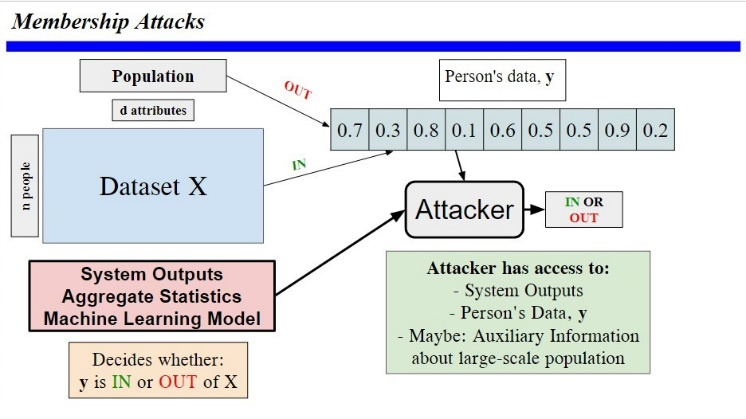 Membership Attacks
Population
OUT
Person's data, y
d attributes
0.7 0.3 0.8 0.1 0.6 0.5 0.5 0.9 0.2
n people
Dataset X
IN
Attacker
IN OR
OUT
System Outputs
Aggregate Statistics
Machine Learning Model
Attacker has access to:
- System Outputs
- Person's Data, y
- Maybe: Auxiliary Information
about large-scale population
Decides whether:
y is IN or OUT of X